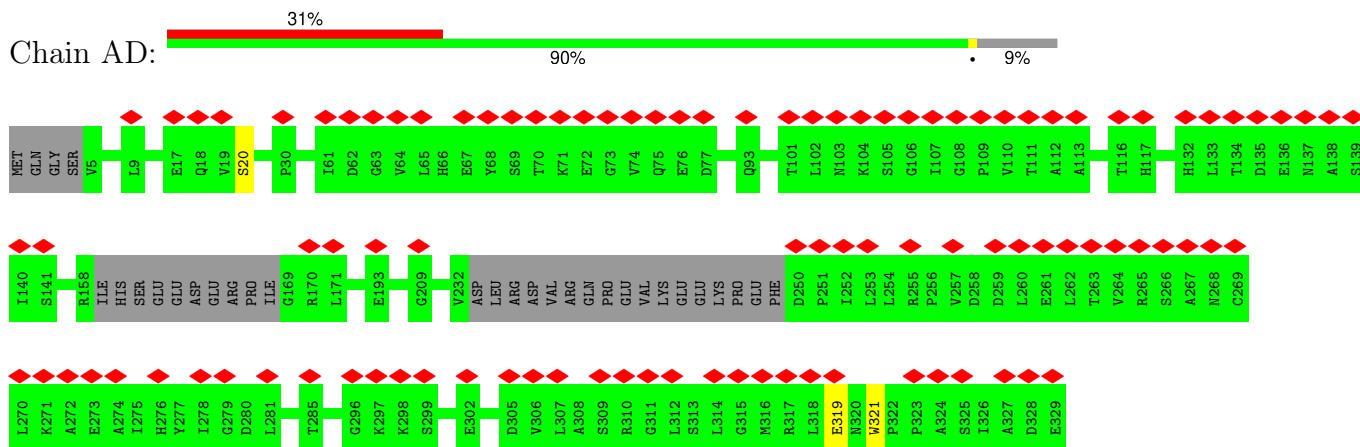 31%
Chain AD:
90% • 9%
MET GLN GLY SER V5 L9 E17 Q18 V19 S20 P30 I61 D62 G63 V64 L65 H66 E67 Y68 S69 T70 K71 E72 G73 V74 Q75 E76 D77 Q93 T101 L102 N103 K104 S105 G106 I107 G108 P109 V110 T111 A112 A113 T116 H117 H132 L133 T134 D135 E136 N137 A138 S139
I140 S141 R158 ILE HIS SER GLU GLU ASP GLU ARG PRO ILE G169 R170 L171 E193 G209 V232 ASP LEU ARG ASP VAL ARG GLN PRO GLU VAL LYS GLU GLU LYS PRO GLU PHE D250 P251 I252 L253 L254 R255 P256 V257 D258 D259 L260 E261 L262 T263 V264 R265 S266 A267 N268 C269
L270 K271 A272 E273 A274 I275 H276 Y277 I278 G279 D280 L281 T285 G296 K297 K298 S299 E302 D305 V306 L307 A308 S309 R310 G311 L312 S313 L314 G315 M316 R317 L318 E319 N320 W321 P322 P323 A324 S325 I326 A327 D328 E329